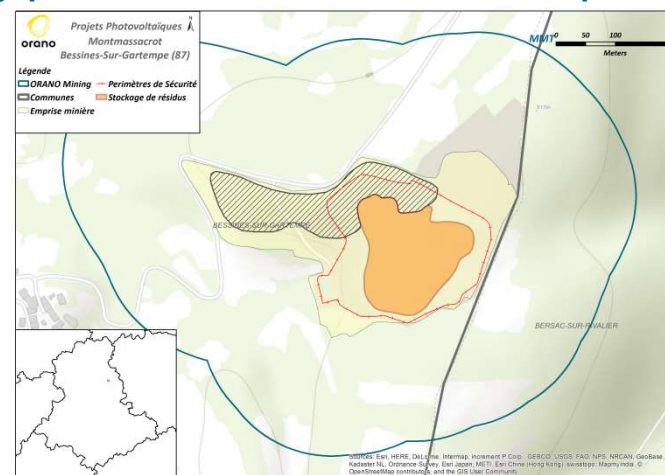 orano
Projets Photovoltaïques
Montmassacrot
Bessines-Sur-Gartempe (87)
Légende
ORANO Mining
Perimètres de Sécurité
Communes
Stockage de résidus
Emprise minière
MMT
0 50 100
Meters
BESSINES-SUR-GARTEMPE
BERSAC-SUR-RIVALIER
Sources: Esri, HERE, DeLorme, Intermap, increment P Corp., GEBCO, USGS, FAO, NPS, NRCAN, GeoBase,
Kadaster NL, Ordnance Survey, Esri Japan, METI, Esri China (Hong Kong), swisstopo, MapmyIndia, ©
OpenStreetMap contributors, and the GIS User Community